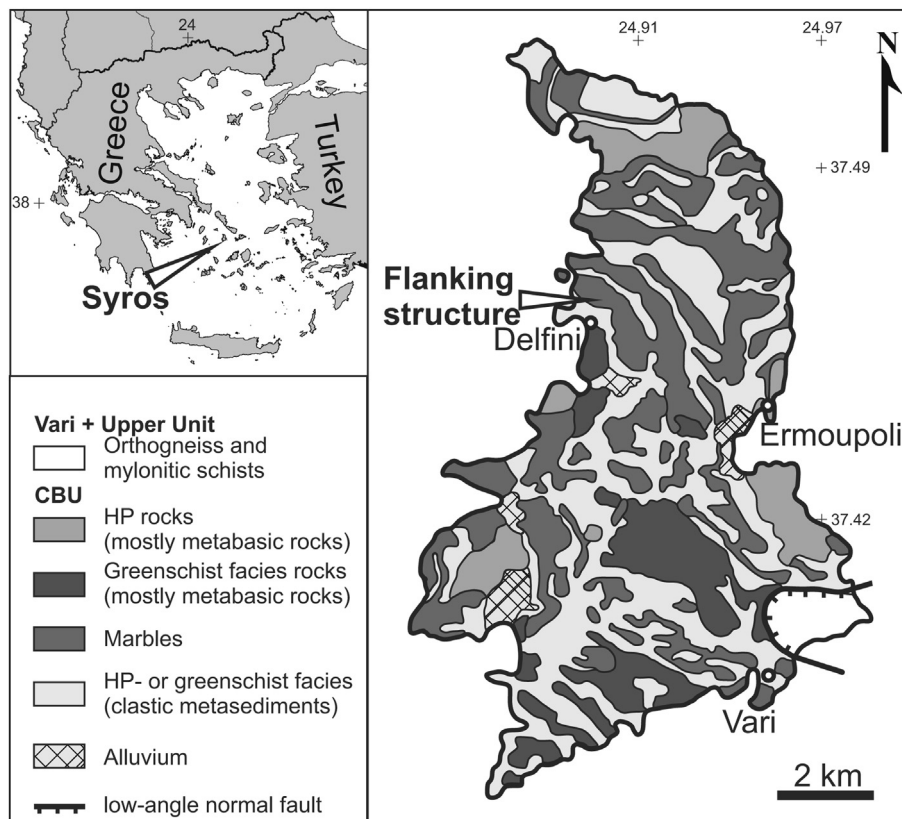 24
Greece
Turkey
38
Syros
Vari + Upper Unit
Orthogneiss and
mylonitic schists
CBU
HP rocks
(mostly metabasic rocks)
Greenschist facies rocks
(mostly metabasic rocks)
Marbles
HP- or greenschist facies
(clastic metasediments)
Alluvium
low-angle normal fault
24.91
24.97
N
37.49
Flanking
structure
Delfini
Ermoupoli
37.42
Vari
2 km